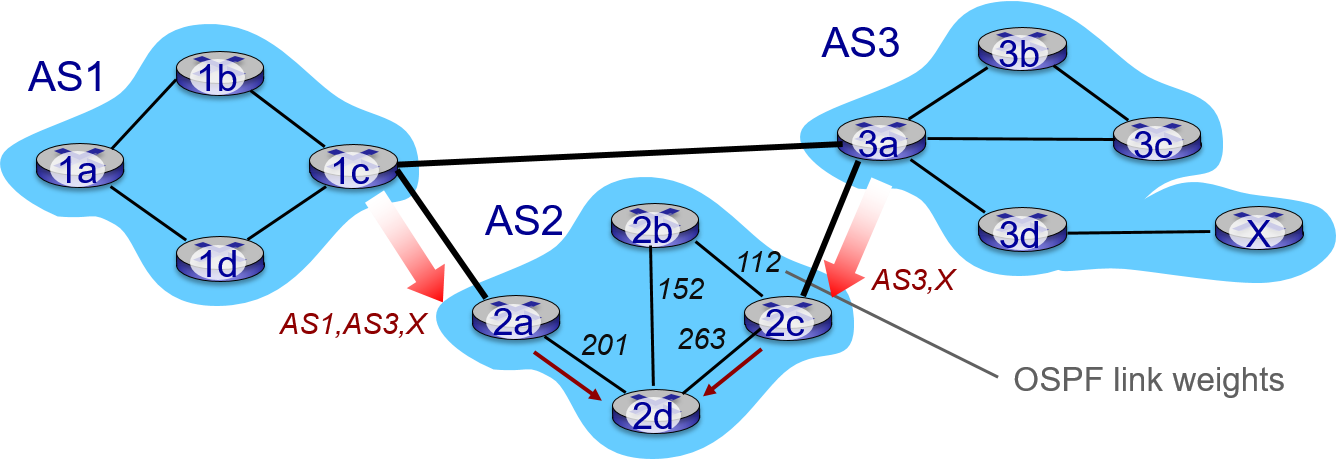 AS1
1b
1a
1c
1d
AS3
3b
3a
3c
3d
X
AS2
2b
112
152
2a
2c
201
263
2d
AS1,AS3,X
AS3,X
OSPF link weights